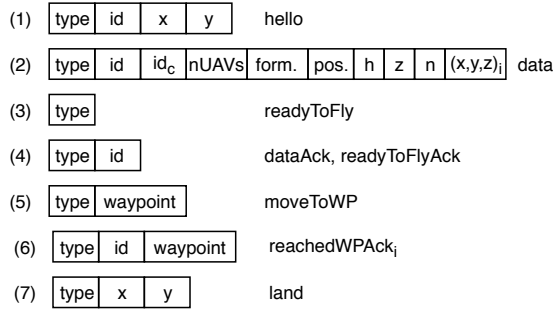 (1) type id x y hello
(2) type id id_c nUAVs form. pos. h z n (x,y,z)_i data
(3) type readyToFly
(4) type id dataAck, readyToFlyAck
(5) type waypoint moveToWP
(6) type id waypoint reachedWPAck_i
(7) type x y land